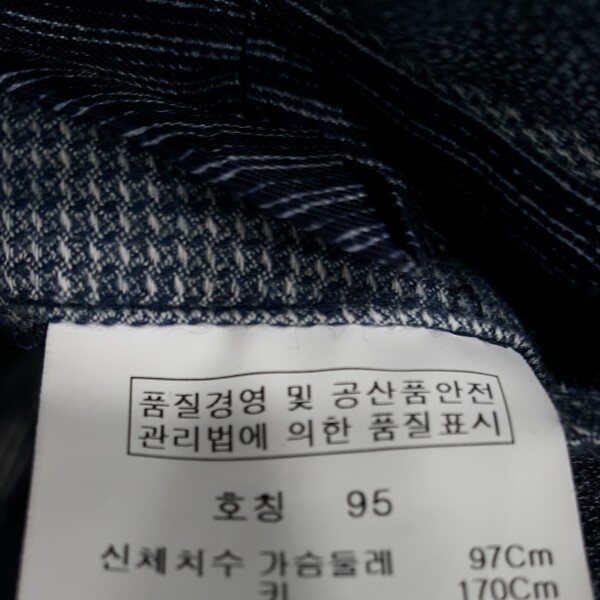 품질경영 및 공산품안전
관리법에 의한 품질표시
호칭 95
신체치수 가슴둘레 97Cm
키 170Cm